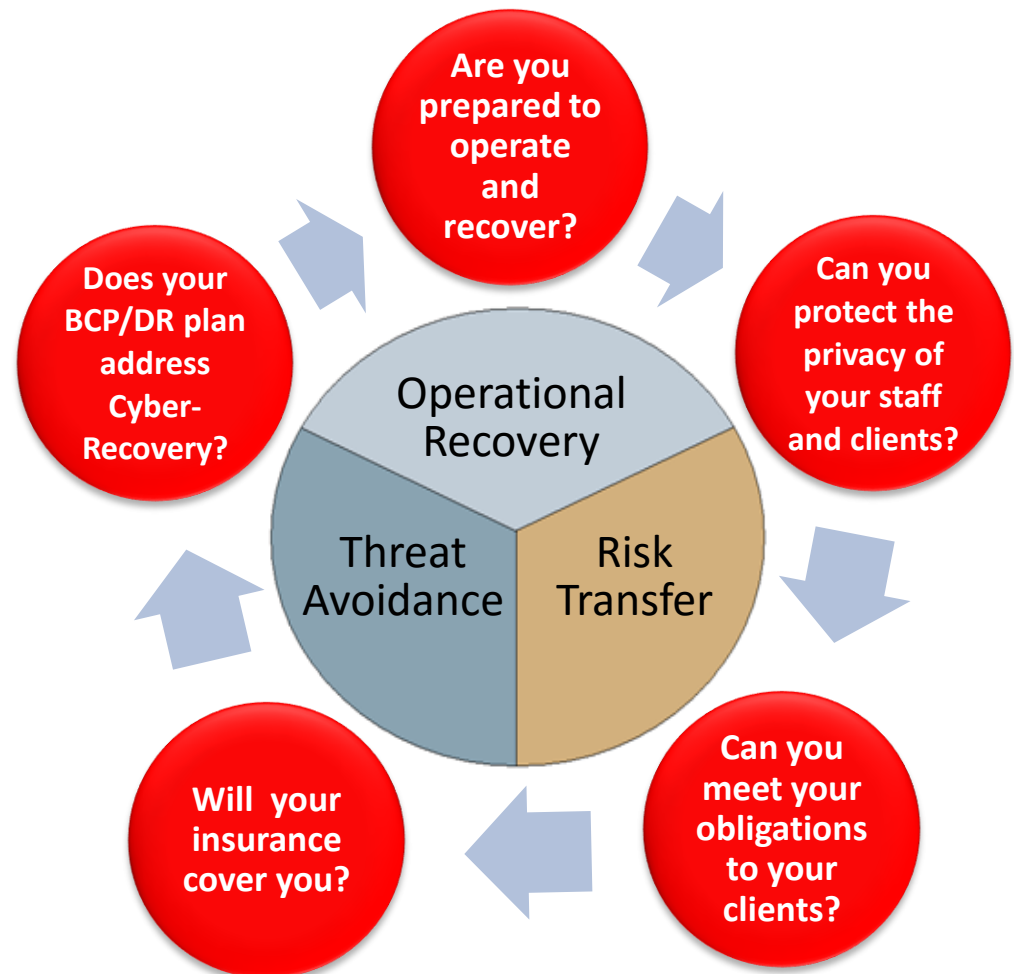 Are you
prepared to
operate
and
recover?
Can you
protect the
privacy of
your staff
and clients?
Can you
meet your
obligations
to your
clients?
Will your
insurance
cover you?
Does your
BCP/DR plan
address
Cyber-
Recovery?
Operational
Recovery
Risk
Transfer
Threat
Avoidance